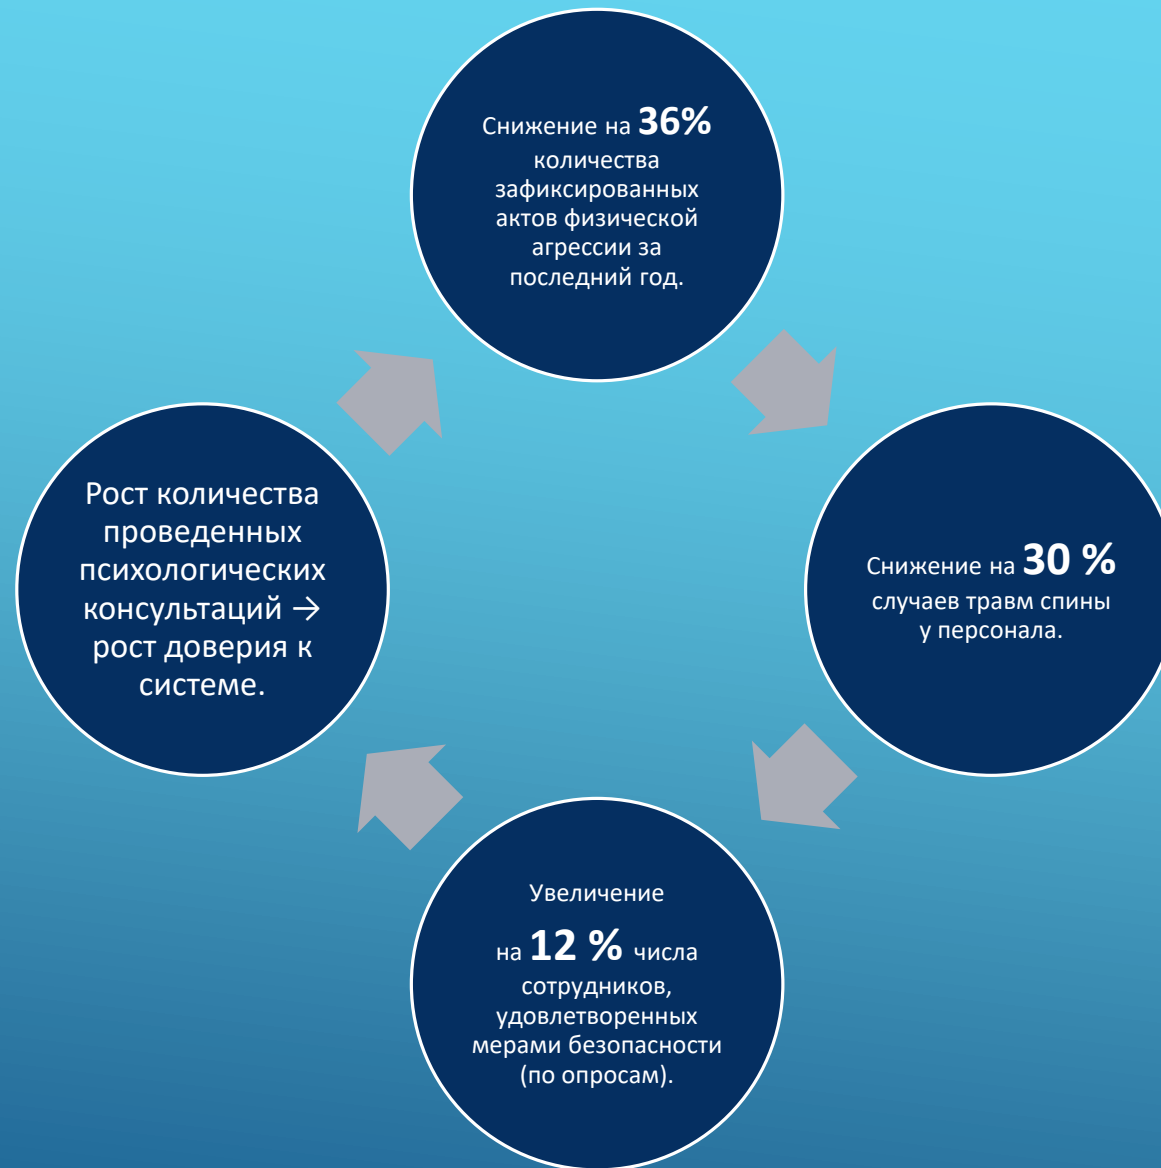 Снижение на 36%
количества
зафиксированных
актов физической
агрессии за
последний год.
Снижение на 30 %
случаев травм спины
у персонала.
Увеличение
на 12 % числа
сотрудников,
удовлетворенных
мерами безопасности
(по опросам).
Рост количества
проведенных
психологических
консультаций →
рост доверия к
системе.